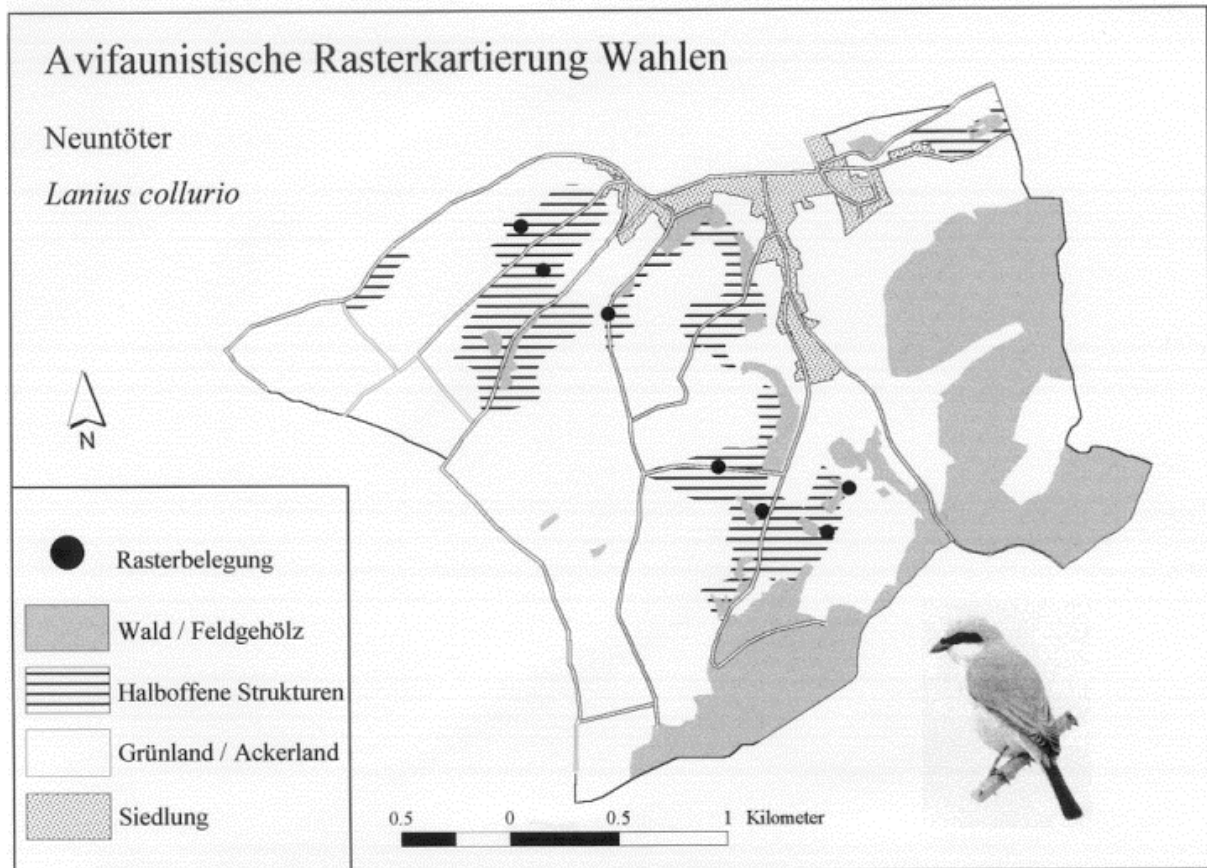 Avifaunistische Rasterkartierung Wahlen
Neuntöter
Lanius collurio
N
Rasterbelegung
Wald / Feldgehölz
Halboffene Strukturen
Grünland / Ackerland
Siedlung
0.5 0 0.5 1 Kilometer